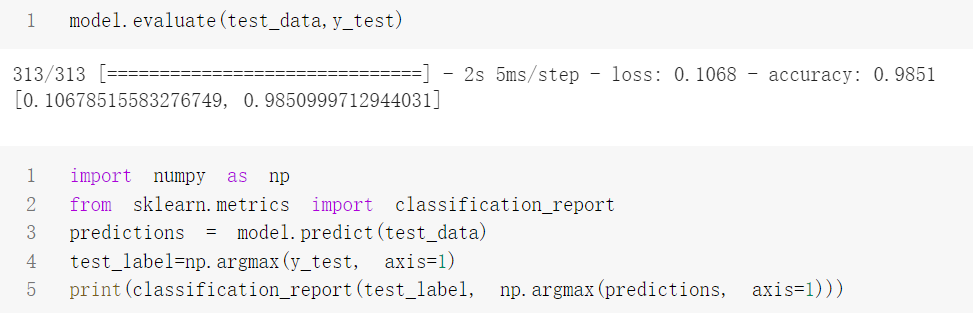 1 model.evaluate(test_data,y_test)
313/313 [==============================] - 2s 5ms/step - loss: 0.1068 - accuracy: 0.9851
[0.10678515583276749, 0.9850999712944031]
1 import numpy as np
2 from sklearn.metrics import classification_report
3 predictions = model.predict(test_data)
4 test_label=np.argmax(y_test, axis=1)
5 print(classification_report(test_label, np.argmax(predictions, axis=1)))